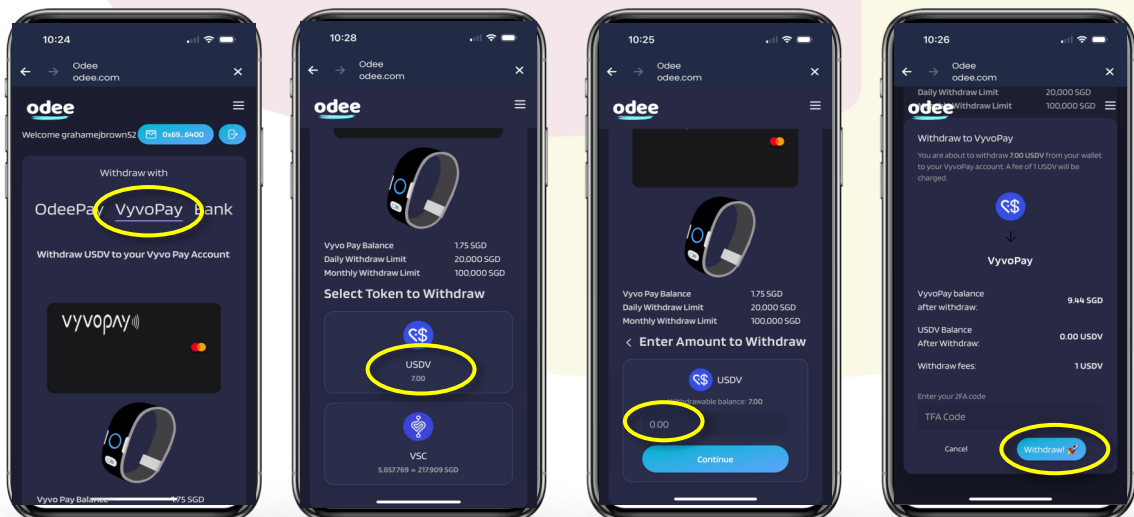 10:24
Odee
odee.com
odee
Welcome grahamejbrown52
0x69..6400
Withdraw with
OdeePay VyvoPay Bank
Withdraw USDV to your Vyvo Pay Account
vyvopay
Vyvo Pay Balance 1.75 SGD
10:28
Odee
odee.com
odee
Vyvo Pay Balance 1.75 SGD
Daily Withdraw Limit 20,000 SGD
Monthly Withdraw Limit 100,000 SGD
Select Token to Withdraw
USDV
7.00
VSC
5,857.769 = 217.909 SGD
10:25
Odee
odee.com
odee
Vyvo Pay Balance 1.75 SGD
Daily Withdraw Limit 20,000 SGD
Monthly Withdraw Limit 100,000 SGD
< Enter Amount to Withdraw
USDV
Withdrawable balance: 7.00
0.00
Continue
10:26
Odee
odee.com
Daily Withdraw Limit 20,000 SGD
odee
Withdraw Limit 100,000 SGD
Withdraw to VyvoPay
You are about to withdraw 7.00 USDV from your wallet
to your VyvoPay account. A fee of 1 USDV will be
charged.
VyvoPay
VyvoPay balance
after withdraw: 9.44 SGD
USDV Balance
After Withdraw: 0.00 USDV
Withdraw fees: 1 USDV
Enter your 2FA code
TFA Code
Cancel
Withdraw! 🚀